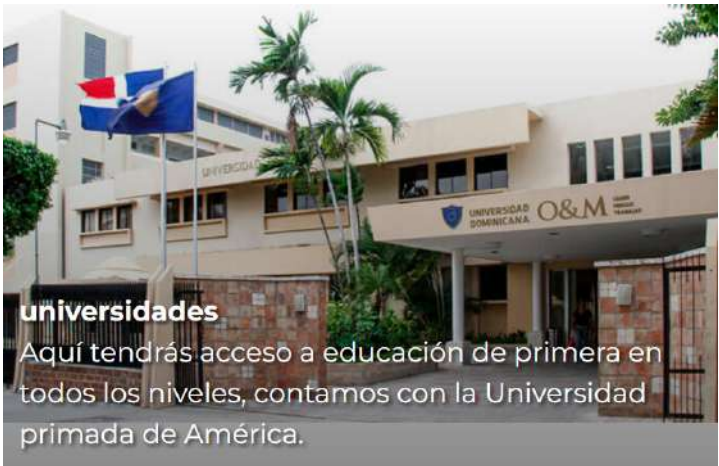 UNIVERSIDAD
UNIVERSIDAD
DOMINICANA
O&M
universidades
Aquí tendrás acceso a educación de primera en
todos los niveles, contamos con la Universidad
primada de América.